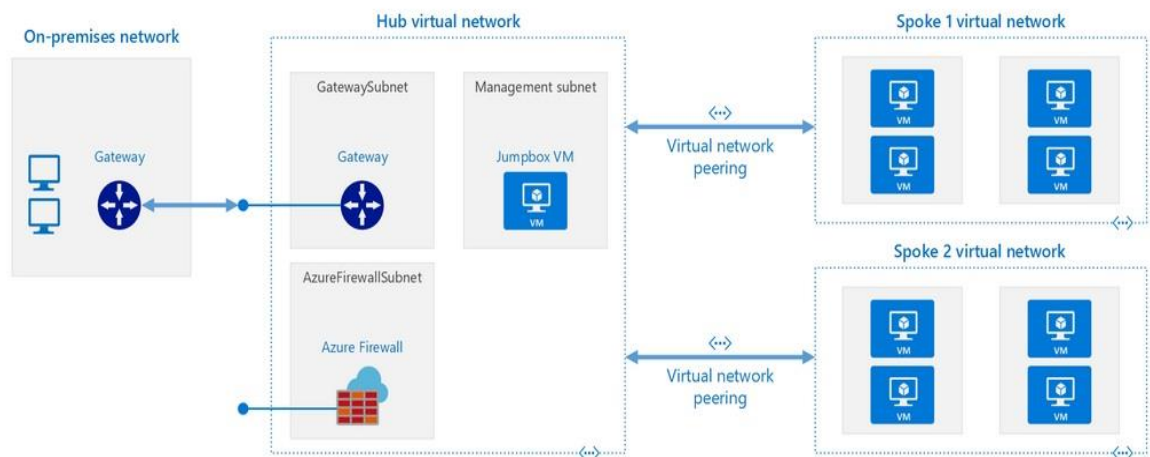 On-premises network
Gateway
Hub virtual network
GatewaySubnet
Gateway
Management subnet
Jumpbox VM
VM
AzureFirewallSubnet
Azure Firewall
Virtual network
peering
Virtual network
peering
Spoke 1 virtual network
VM
VM
VM
VM
Spoke 2 virtual network
VM
VM
VM
VM